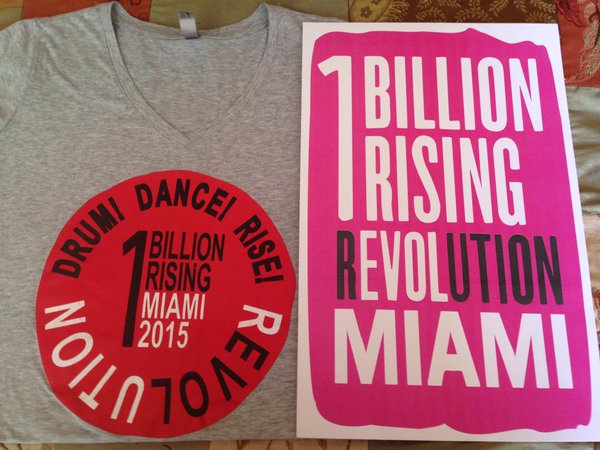 DRUM! DANCE! RISE!
1 BILLION
RISING
MIAMI
2015
REVOLUTION
1 BILLION
RISING
REVOLUTION
MIAMI